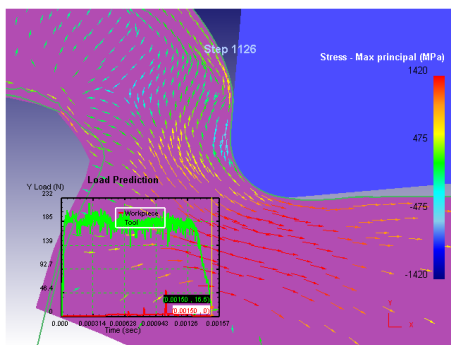 Step 1126
Stress - Max principal (MPa)
1420
475
-475
-1420
Load Prediction
Y Load (N)
232
185
139
92.7
46.4
0
Workpiece
Tool
(0.00150 , 16.6)
(0.00150 , 0)
0.000
0.000314
0.000628
0.000943
0.00126
0.00157
Time (sec)
Y
X